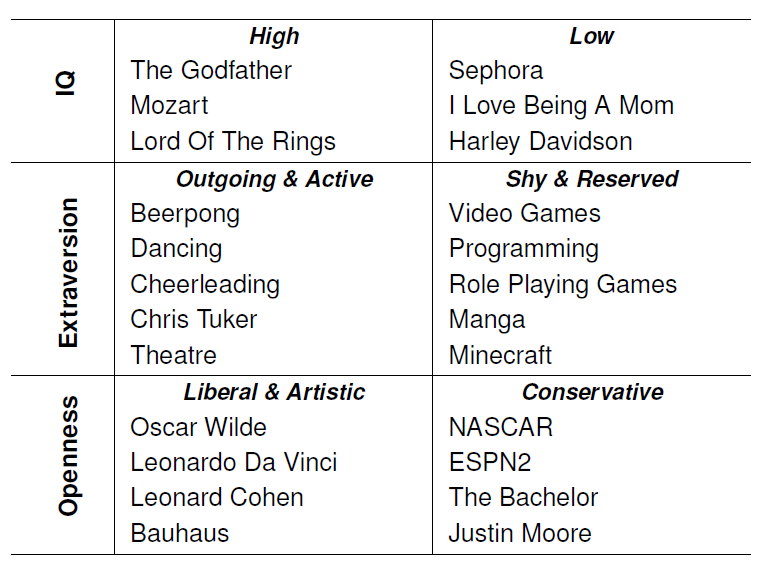 IQ
High
The Godfather
Mozart
Lord Of The Rings
Low
Sephora
I Love Being A Mom
Harley Davidson
Extraversion
Outgoing & Active
Beerpong
Dancing
Cheerleading
Chris Tuker
Theatre
Shy & Reserved
Video Games
Programming
Role Playing Games
Manga
Minecraft
Openness
Liberal & Artistic
Oscar Wilde
Leonardo Da Vinci
Leonard Cohen
Bauhaus
Conservative
NASCAR
ESPN2
The Bachelor
Justin Moore